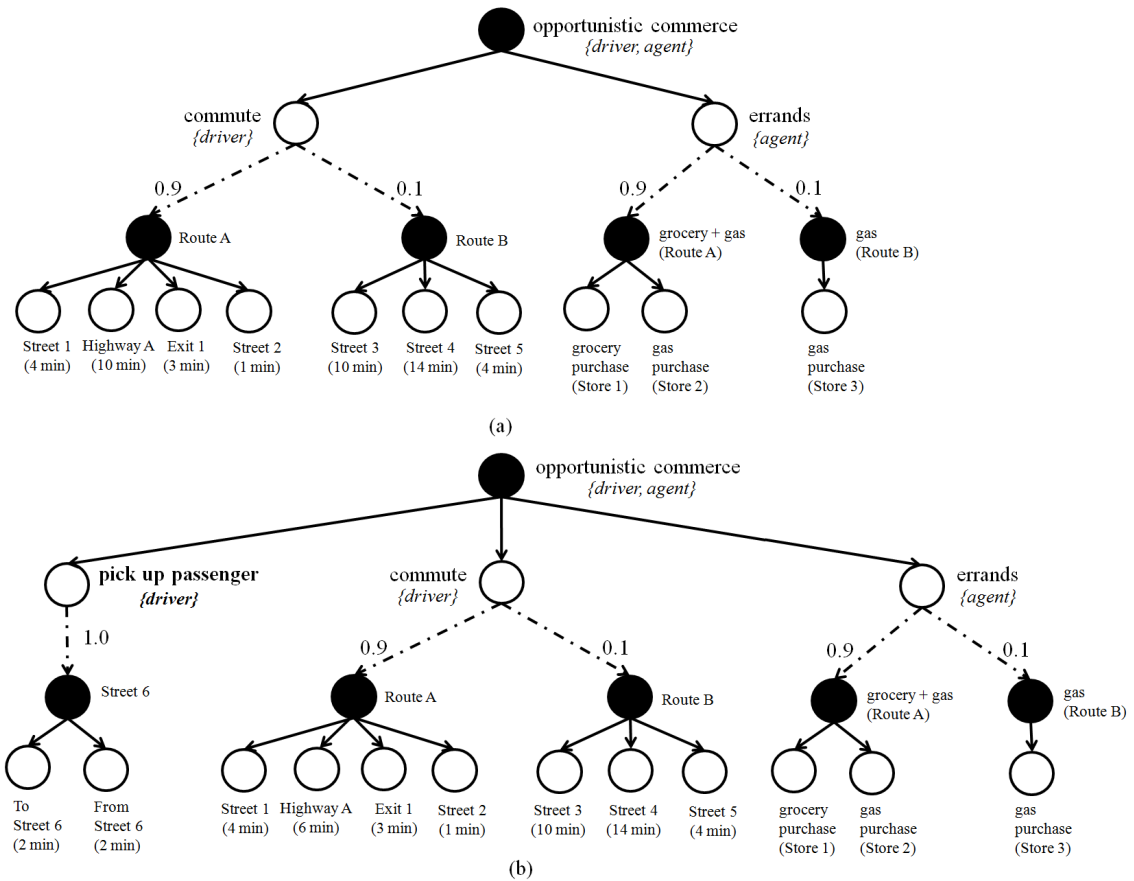 opportunistic commerce
{driver, agent}
commute
{driver}
errands
{agent}
0.9
0.1
0.9
0.1
Route A
Route B
grocery + gas
(Route A)
gas
(Route B)
Street 1
(4 min)
Highway A
(10 min)
Exit 1
(3 min)
Street 2
(1 min)
Street 3
(10 min)
Street 4
(14 min)
Street 5
(4 min)
grocery
purchase
(Store 1)
gas
purchase
(Store 2)
gas
purchase
(Store 3)
(a)
opportunistic commerce
{driver, agent}
pick up passenger
{driver}
commute
{driver}
errands
{agent}
1.0
0.9
0.1
0.9
0.1
Street 6
Route A
Route B
grocery + gas
(Route A)
gas
(Route B)
To
Street 6
(2 min)
From
Street 6
(2 min)
Street 1
(4 min)
Highway A
(6 min)
Exit 1
(3 min)
Street 2
(1 min)
Street 3
(10 min)
Street 4
(14 min)
Street 5
(4 min)
grocery
purchase
(Store 1)
gas
purchase
(Store 2)
gas
purchase
(Store 3)
(b)